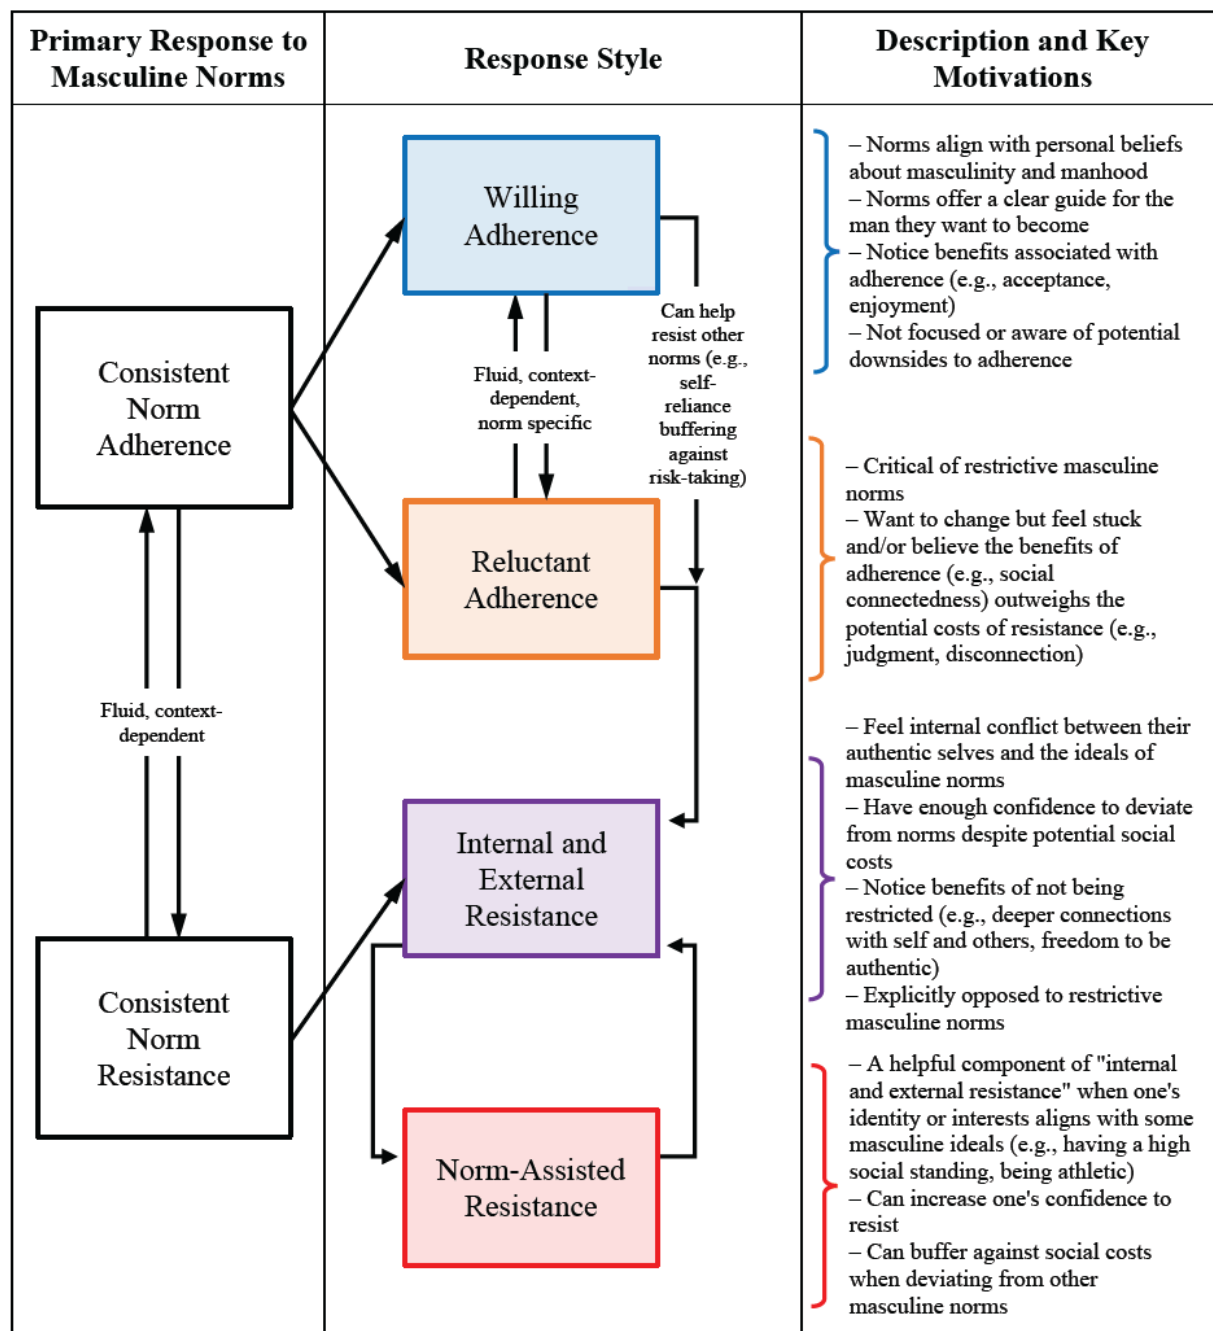 Primary Response to
Masculine Norms
Response Style
Description and Key
Motivations
Consistent
Norm
Adherence
Fluid, context-
dependent
Consistent
Norm
Resistance
Willing
Adherence
Fluid, context-
dependent,
norm specific
Can help
resist other
norms (e.g.,
self-
reliance
buffering
against
risk-taking)
Reluctant
Adherence
Internal and
External
Resistance
Norm-Assisted
Resistance
– Norms align with personal beliefs
about masculinity and manhood
– Norms offer a clear guide for the
man they want to become
– Notice benefits associated with
adherence (e.g., acceptance,
enjoyment)
– Not focused or aware of potential
downsides to adherence
– Critical of restrictive masculine
norms
– Want to change but feel stuck
and/or believe the benefits of
adherence (e.g., social
connectedness) outweighs the
potential costs of resistance (e.g.,
judgment, disconnection)
– Feel internal conflict between their
authentic selves and the ideals of
masculine norms
– Have enough confidence to deviate
from norms despite potential social
costs
– Notice benefits of not being
restricted (e.g., deeper connections
with self and others, freedom to be
authentic)
– Explicitly opposed to restrictive
masculine norms
– A helpful component of "internal
and external resistance" when one's
identity or interests aligns with some
masculine ideals (e.g., having a high
social standing, being athletic)
– Can increase one's confidence to
resist
– Can buffer against social costs
when deviating from other
masculine norms